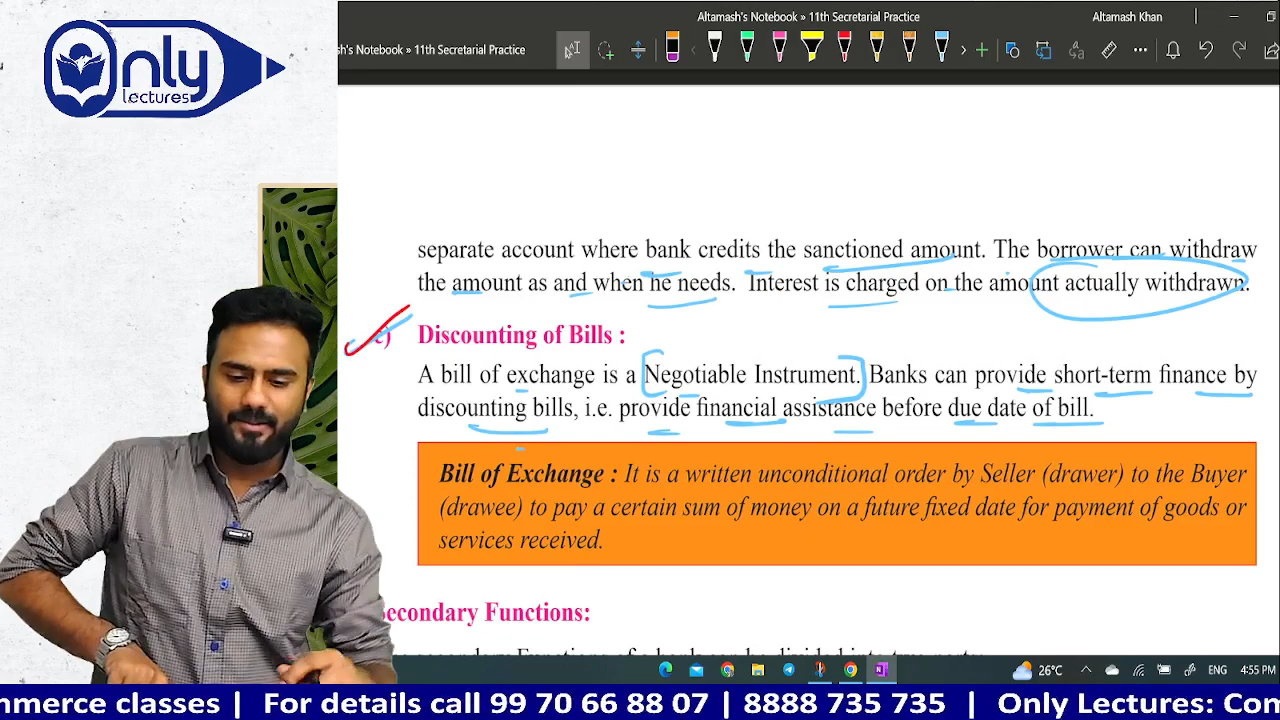 Altamash's Notebook » 11th Secretarial Practice
Altamash Khan
h's Notebook » 11th Secretarial Practice
Only
Lectures
separate account where bank credits the sanctioned amount. The borrower can withdraw
the amount as and when he needs. Interest is charged on the amount actually withdrawn.
c) Discounting of Bills :
A bill of exchange is a Negotiable Instrument. Banks can provide short-term finance by
discounting bills, i.e. provide financial assistance before due date of bill.
Bill of Exchange : It is a written unconditional order by Seller (drawer) to the Buyer
(drawee) to pay a certain sum of money on a future fixed date for payment of goods or
services received.
Secondary Functions:
26°C
ENG
4:55 PM
mmerce classes | For details call 99 70 66 88 07 | 8888 735 735 | Only Lectures: Con